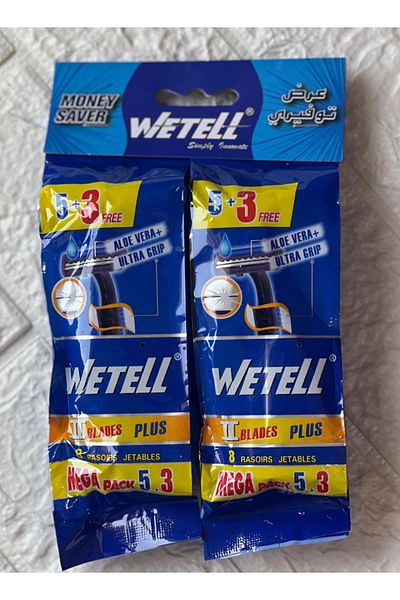 MONEY
SAVER
WETELL®
Simply Innovate
عرض
توفيري
5+3 FREE
ALOE VERA+
ULTRA GRIP
WETELL®
II BLADES PLUS
8 RASOIRS JETABLES
MEGA PACK 5+3
5+3 FREE
ALOE VERA+
ULTRA GRIP
WETELL®
II BLADES PLUS
8 RASOIRS JETABLES
MEGA PACK 5+3